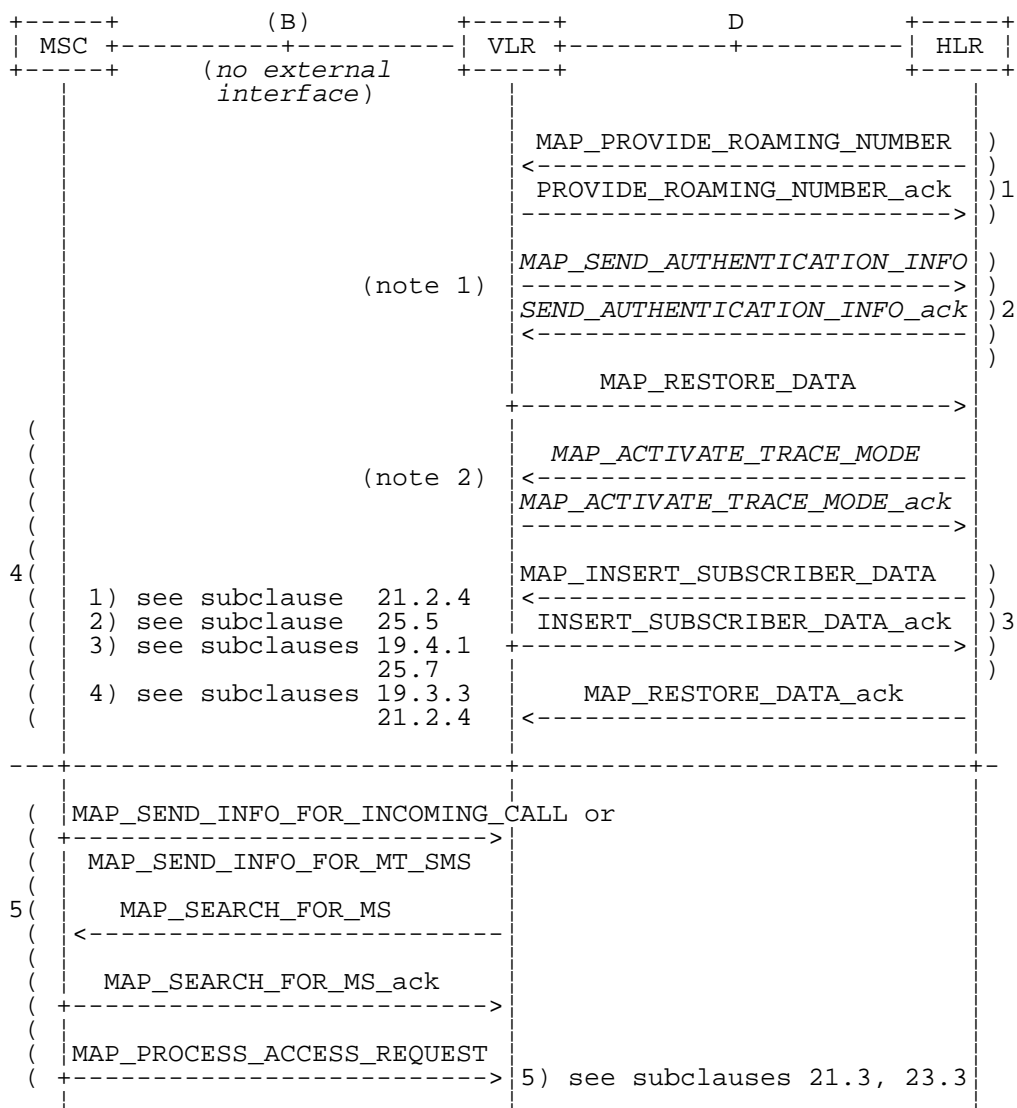 +-----+ (B) +-----+ D +-----+
¦ MSC +----------+----------¦ VLR +----------+----------¦ HLR ¦
+-----+ (no external +-----+ +-----+
interface)
MAP_PROVIDE_ROAMING_NUMBER )
<--------------------------- )
PROVIDE_ROAMING_NUMBER_ack )1
---------------------------> )
MAP_SEND_AUTHENTICATION_INFO )
(note 1) ---------------------------> )
SEND_AUTHENTICATION_INFO_ack )2
<--------------------------- )
)
MAP_RESTORE_DATA
+--------------------------->
(
( MAP_ACTIVATE_TRACE_MODE
( (note 2) <---------------------------
( MAP_ACTIVATE_TRACE_MODE_ack
( --------------------------->
(
4( MAP_INSERT_SUBSCRIBER_DATA )
( 1) see subclause 21.2.4 <--------------------------- )
( 2) see subclause 25.5 INSERT_SUBSCRIBER_DATA_ack )3
( 3) see subclauses 19.4.1 +---------------------------> )
( 25.7 )
( 4) see subclauses 19.3.3 MAP_RESTORE_DATA_ack
( 21.2.4 <---------------------------
---+----------------------------+----------------------------+-
( MAP_SEND_INFO_FOR_INCOMING_CALL or
( +-------------------------->
( MAP_SEND_INFO_FOR_MT_SMS
(
5( MAP_SEARCH_FOR_MS
( <--------------------------
(
( MAP_SEARCH_FOR_MS_ack
( +-------------------------->
(
( MAP_PROCESS_ACCESS_REQUEST
( +--------------------------> 5) see subclauses 21.3, 23.3